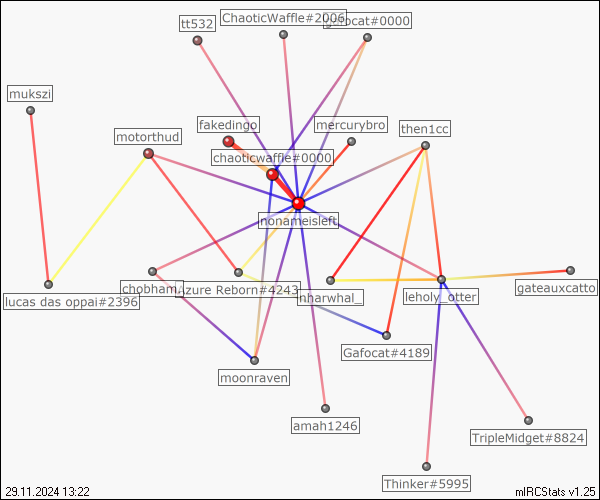 ChaoticWaffle#2006
tt532
gafocat#0000
mukszi
fakedingo
mercurybro
then1cc
motorthud
chaoticwaffle#0000
nonameisleft
chobham
Azure Reborn#4243
nharwhal_
leholy_otter
gateauxcatto
lucas das oppai#2396
Gafocat#4189
moonraven
amah1246
TripleMidget#8824
Thinker#5995
29.11.2024 13:22
mIRCStats v1.25